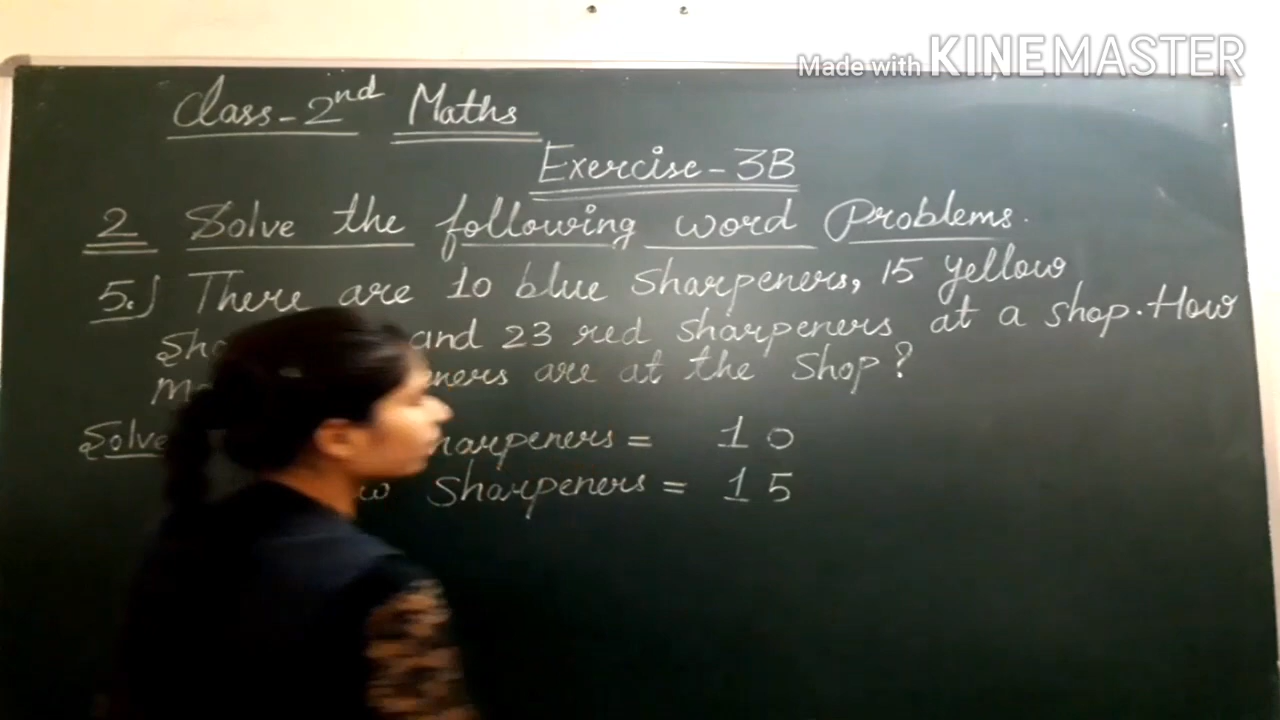 Made with KINEMASTER
Class-2nd Maths
Exercise-3B
2 Solve the following word Problems.
5.) There are 10 blue sharpeners, 15 yellow
and 23 red sharpeners at a shop. How
are at the Shop?
Solve sharpeners = 10
Sharpeners = 15